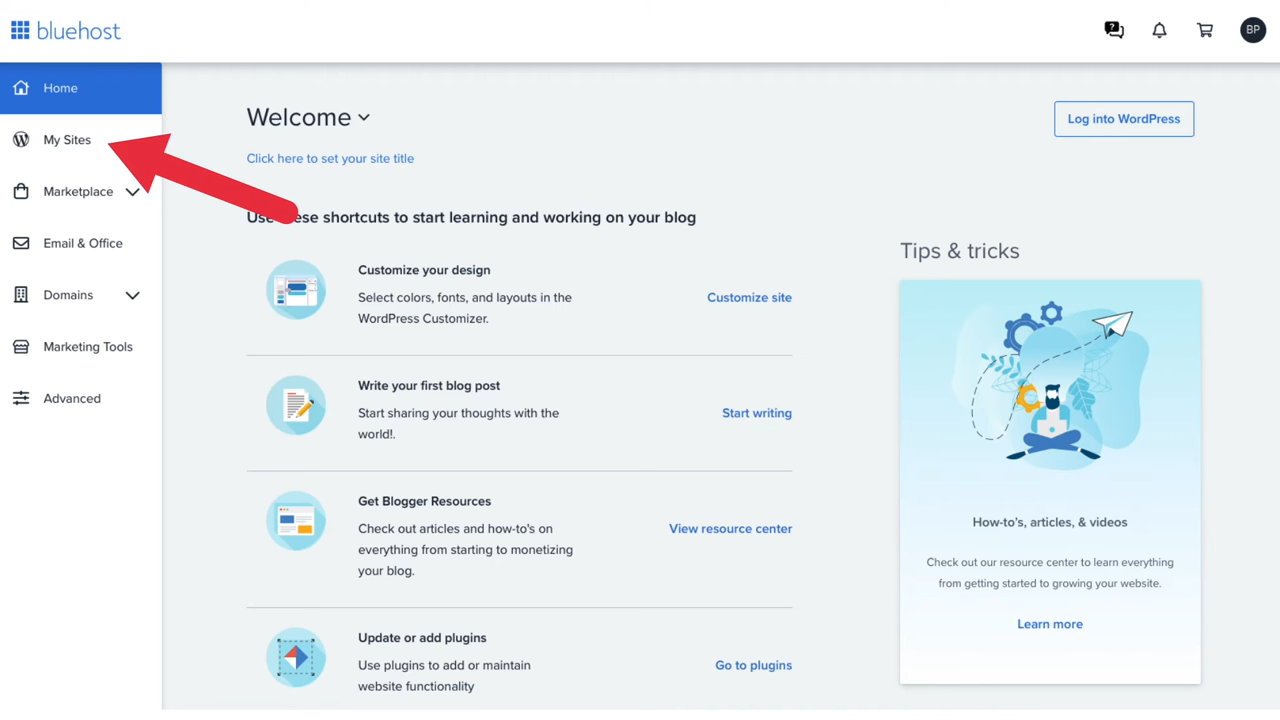 bluehost
BP
Home
My Sites
Marketplace
Email & Office
Domains
Marketing Tools
Advanced
Welcome
Log into WordPress
Click here to set your site title
Use ese shortcuts to start learning and working on your blog
Customize your design
Select colors, fonts, and layouts in the
WordPress Customizer.
Customize site
Write your first blog post
Start sharing your thoughts with the
world!.
Start writing
Get Blogger Resources
Check out articles and how-to's on
everything from starting to monetizing
your blog.
View resource center
Update or add plugins
Use plugins to add or maintain
website functionality
Go to plugins
Tips & tricks
How-to's, articles, & videos
Check out our resource center to learn everything
from getting started to growing your website.
Learn more